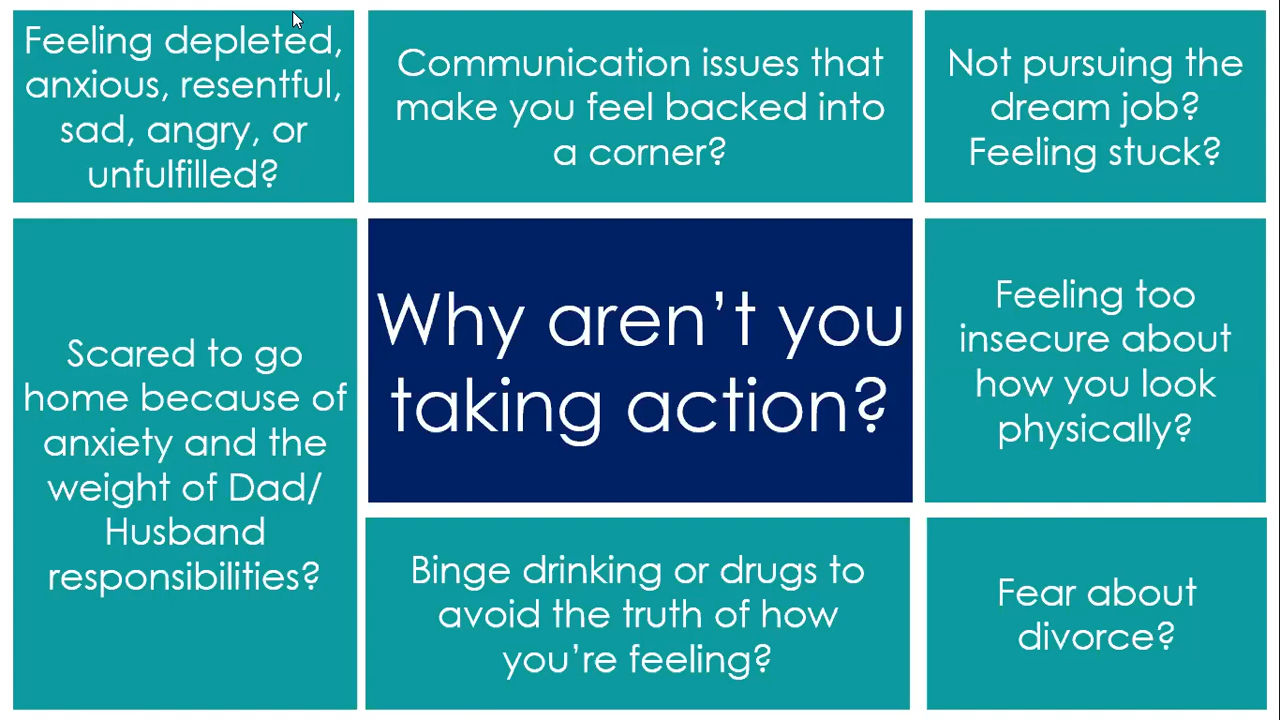 Feeling depleted,
anxious, resentful,
sad, angry, or
unfulfilled?
Communication issues that
make you feel backed into
a corner?
Not pursuing the
dream job?
Feeling stuck?
Scared to go
home because of
anxiety and the
weight of Dad/
Husband
responsibilities?
Why aren’t you
taking action?
Feeling too
insecure about
how you look
physically?
Binge drinking or drugs to
avoid the truth of how
you’re feeling?
Fear about
divorce?